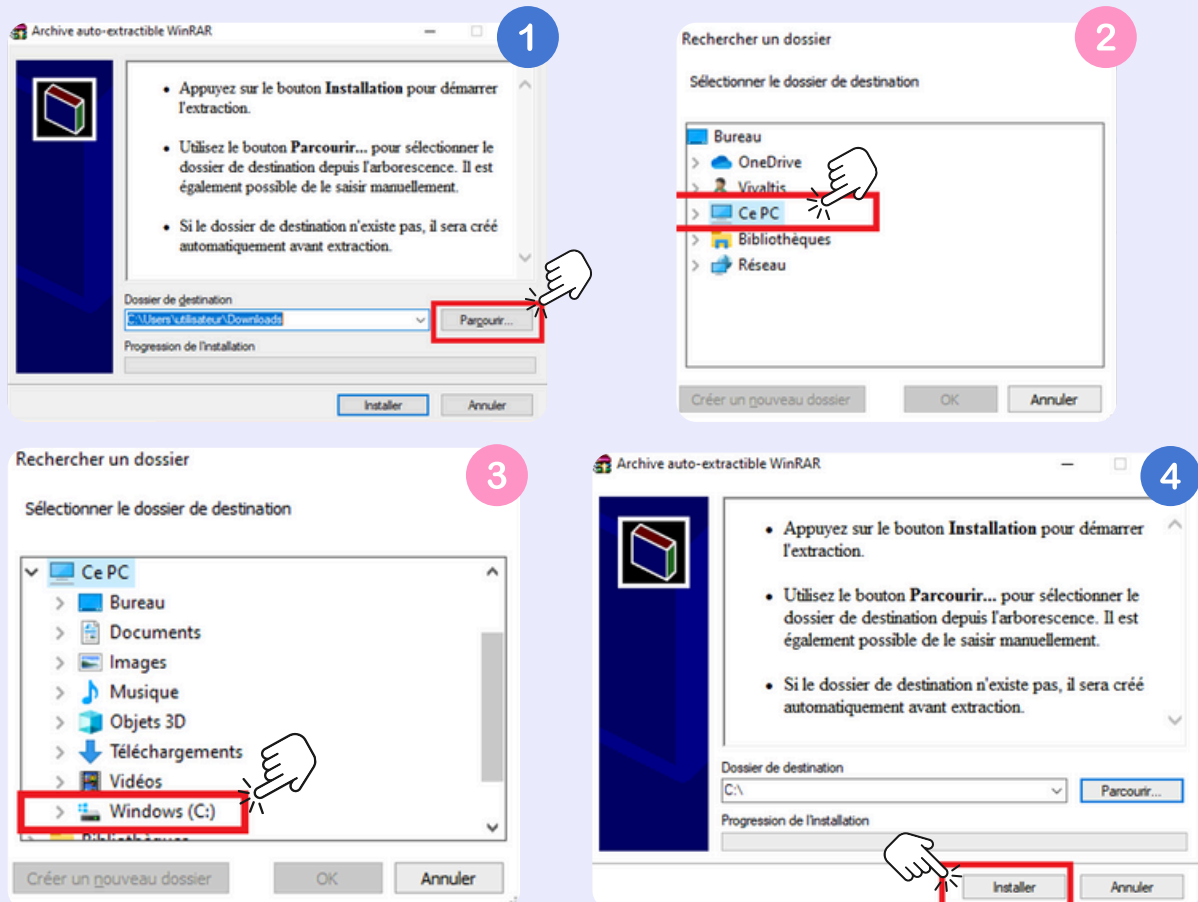 Archive auto-extractible WinRAR
1
• Appuyez sur le bouton Installation pour démarrer
l'extraction.
• Utilisez le bouton Parcourir... pour sélectionner le
dossier de destination depuis l'arborescence. Il est
également possible de le saisir manuellement.
• Si le dossier de destination n'existe pas, il sera créé
automatiquement avant extraction.
Dossier de destination
C:\Users\utilisateur\Downloads
Parcourir...
Progression de l'installation
Installer
Annuler
Rechercher un dossier
2
Sélectionner le dossier de destination
Bureau
OneDrive
Vivaltis
Ce PC
Bibliothèques
Réseau
Créer un nouveau dossier
OK
Annuler
Rechercher un dossier
3
Sélectionner le dossier de destination
Ce PC
Bureau
Documents
Images
Musique
Objets 3D
Téléchargements
Vidéos
Windows (C:)
Bibliothèques
Créer un nouveau dossier
OK
Annuler
Archive auto-extractible WinRAR
4
• Appuyez sur le bouton Installation pour démarrer
l'extraction.
• Utilisez le bouton Parcourir... pour sélectionner le
dossier de destination depuis l'arborescence. Il est
également possible de le saisir manuellement.
• Si le dossier de destination n'existe pas, il sera créé
automatiquement avant extraction.
Dossier de destination
C:\
Parcourir...
Progression de l'installation
Installer
Annuler